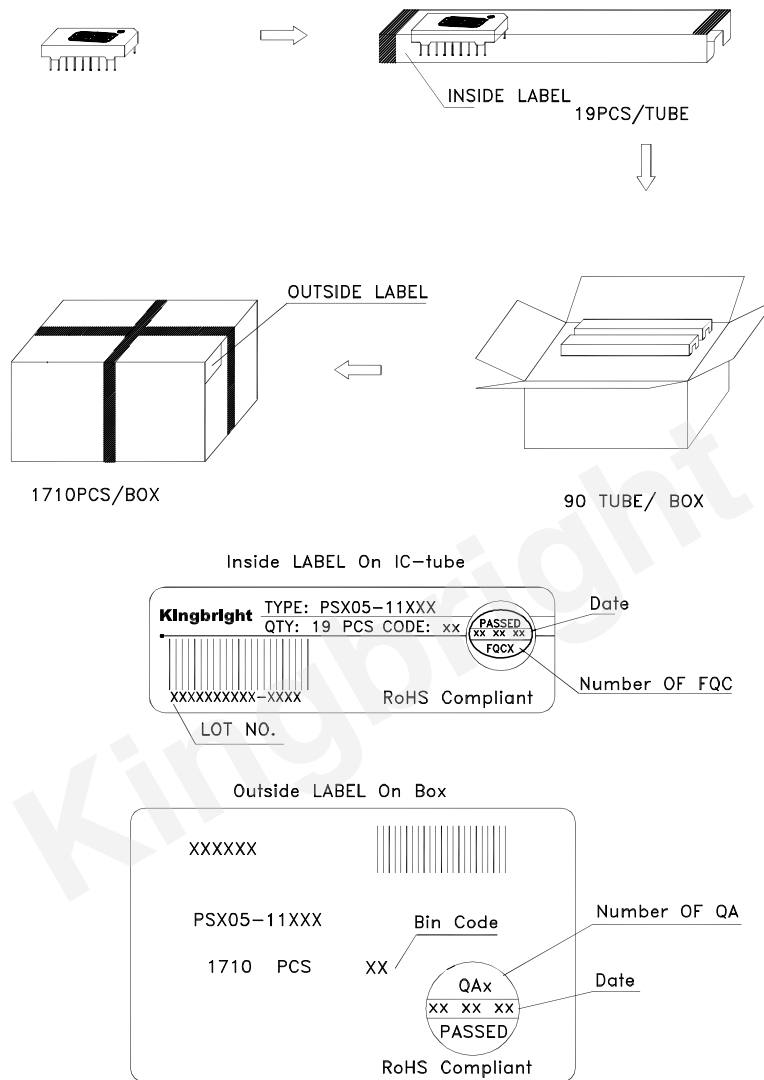 INSIDE LABEL
19PCS/TUBE
OUTSIDE LABEL
1710PCS/BOX
90 TUBE/ BOX
Inside LABEL On IC-tube
Kingbright
TYPE: PSX05-11XXX
QTY: 19 PCS CODE: xx
PASSED
xx xx xx
FQCX
Date
Number OF FQC
XXXXXXXXXX-XXXX
RoHS Compliant
LOT NO.
Outside LABEL On Box
XXXXXX
PSX05-11XXX
Bin Code
Number OF QA
1710 PCS
XX
QAx
Date
xx xx xx
PASSED
RoHS Compliant
Kingbright